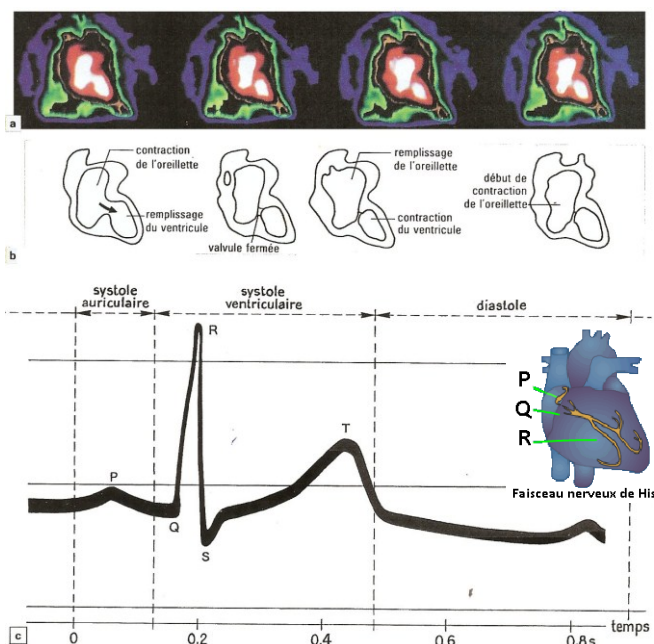 a
contraction
de l'oreillette
remplissage
du ventricule
valvule fermée
remplissage
de l'oreillette
contraction
du ventricule
début de
contraction
de l'oreillette
b
systole
auriculaire
systole
ventriculaire
diastole
R
P
Q
S
T
P
Q
R
Faisceau nerveux de His
c
temps
0
0.2
0.4
0.6
0.8s